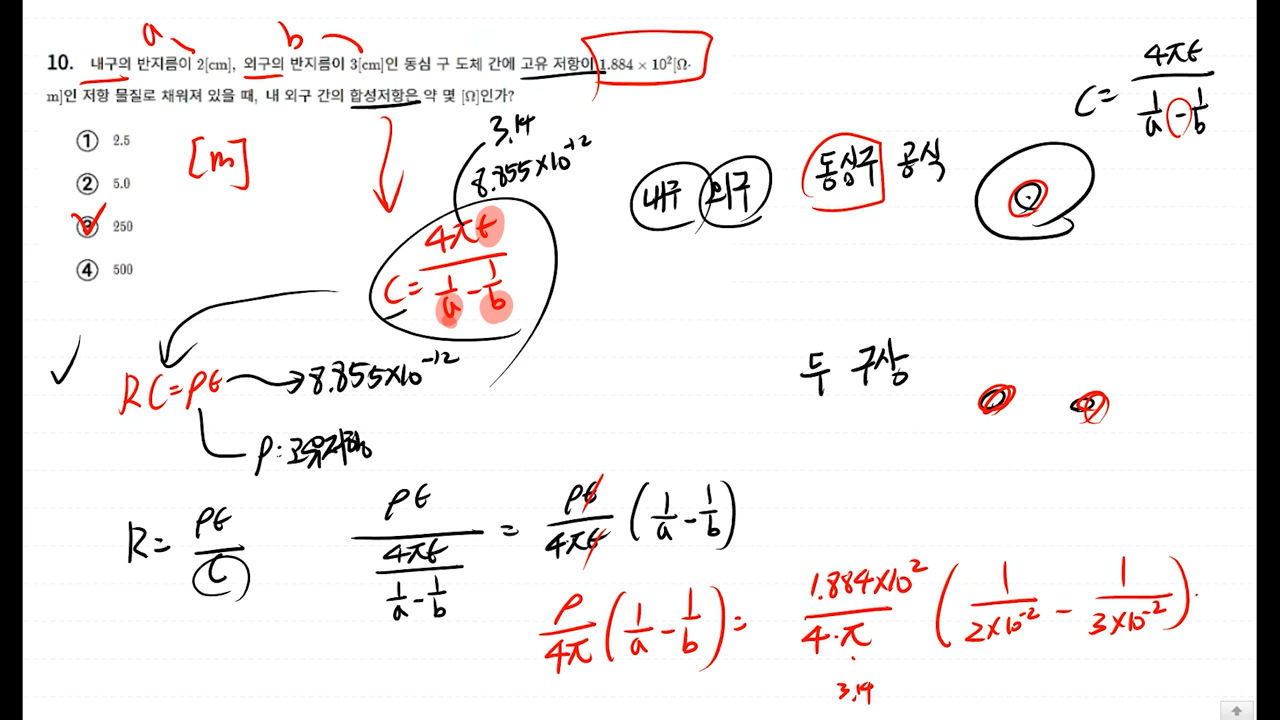 a b
10. 내구의 반지름이 2[cm], 외구의 반지름이 3[cm]인 동심 구 도체 간에 고유 저항이 1.884 × 10²[Ω·
m]인 저항 물질로 채워져 있을 때, 내 외구 간의 합성저항은 약 몇 [Ω]인가?
① 2.5
② 5.0
③ 250
④ 500
[m]
3.14
8.855×10⁻¹²
C = 4πε / (1/a - 1/b)
내구 외구 동심구 공식
C = 4πε / (1/a - 1/b)
두 구상
RC = ρε → 8.855×10⁻¹²
ρ : 고유저항
R = ρε / C
ρε / (4πε / (1/a - 1/b)) = ρε / 4πε (1/a - 1/b)
ρ / 4π (1/a - 1/b) = 1.884×10² / 4·π (1 / 2×10⁻² - 1 / 3×10⁻²).
3.14